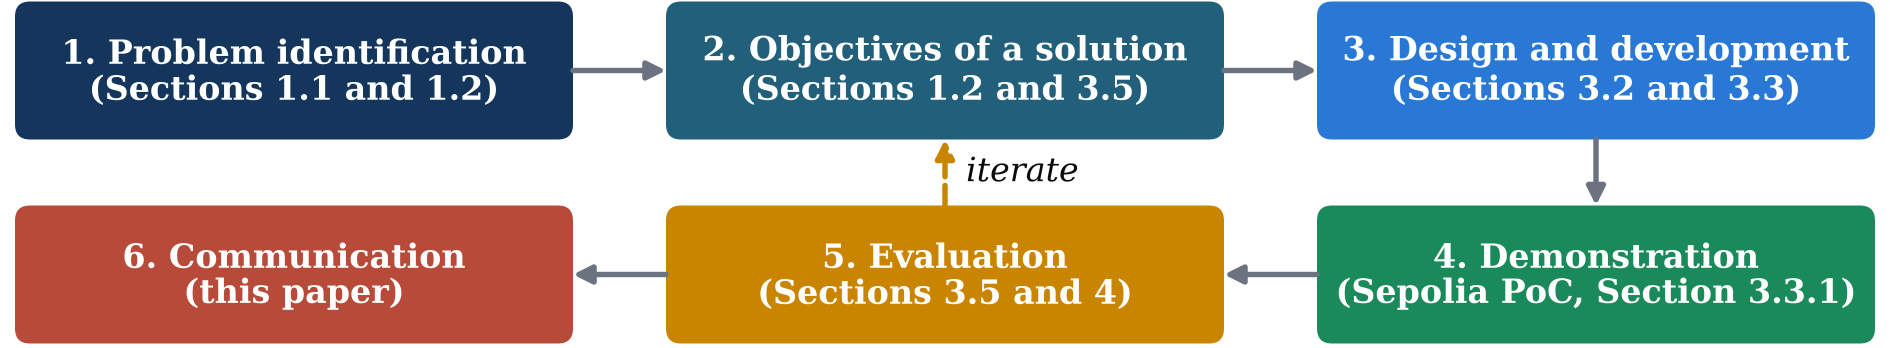 1. Problem identification
(Sections 1.1 and 1.2)
2. Objectives of a solution
(Sections 1.2 and 3.5)
3. Design and development
(Sections 3.2 and 3.3)
iterate
4. Demonstration
(Sepolia PoC, Section 3.3.1)
5. Evaluation
(Sections 3.5 and 4)
6. Communication
(this paper)